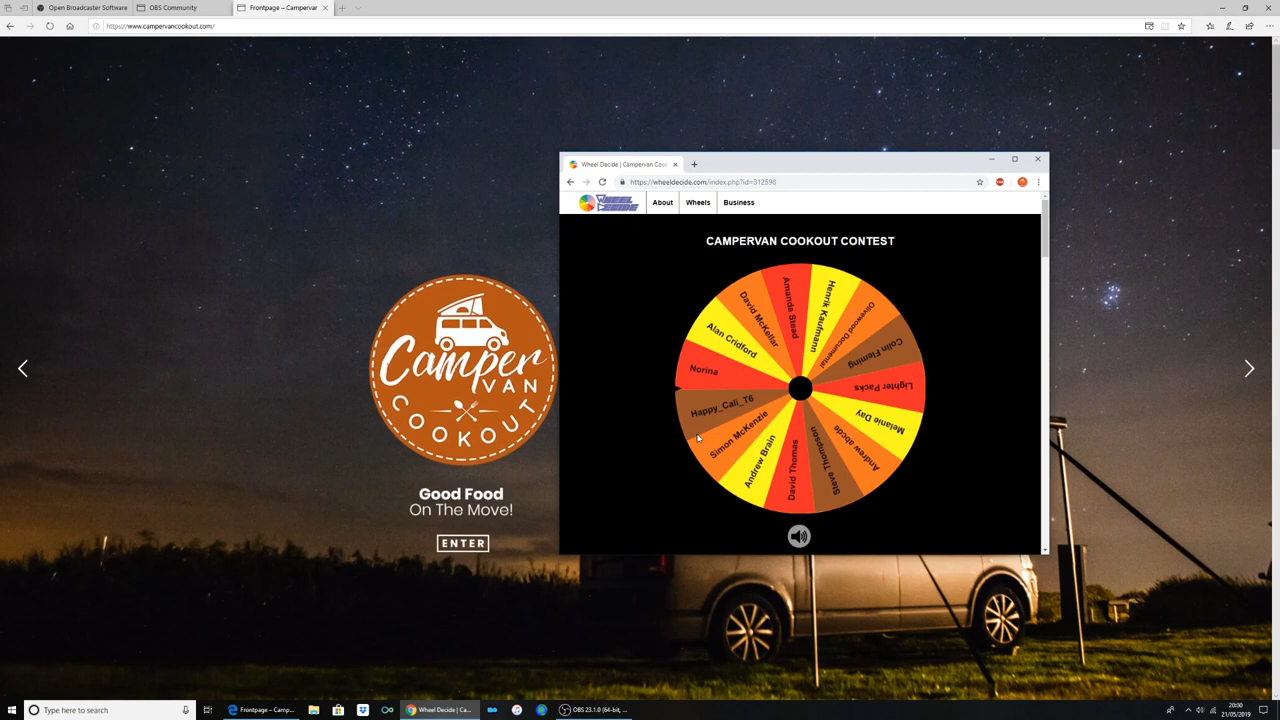 Open Broadcaster Software
OBS Community
Frontpage – Campervan
https://www.campervancookout.com/
Wheel Decide | Campervan Coo
https://wheeldecide.com/index.php?id=312598
WHEEL DECIDE
About
Wheels
Business
CAMPERVAN COOKOUT CONTEST
Amanda Stead
Henrik Kaufmann
Olivewood Documental
Colin Fleming
Lighter Packs
Melanie Day
Andrew abcde
Steve Thompson
David Thomas
Andrew Brain
Simon McKenzie
Happy_Cali_T6
Norina
Alan Cridford
David McKellar
Camper
VAN
COOKOUT
Good Food
On The Move!
ENTER
Type here to search
Frontpage – Camp...
Wheel Decide | Ca...
OBS 23.1.0 (64-bit, ...
20:00
21/05/2019